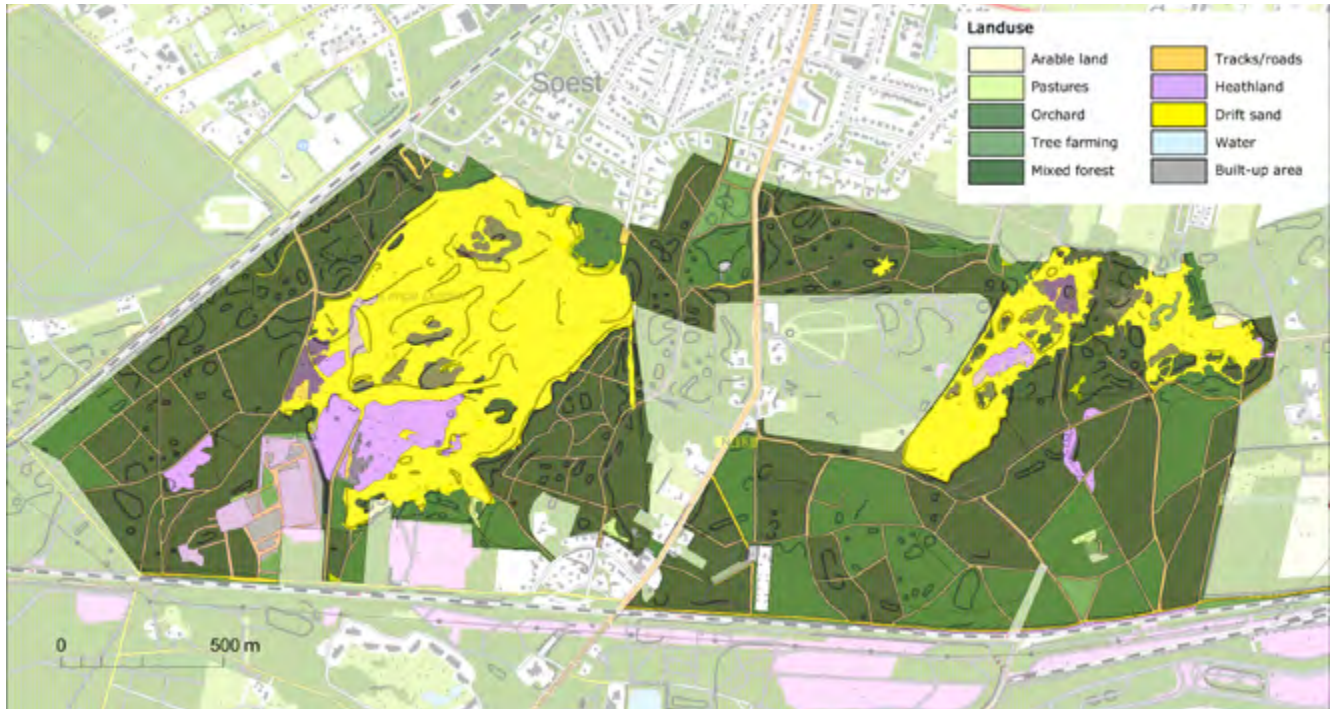 Landuse
Arable land
Pastures
Orchard
Tree farming
Mixed forest
Tracks/roads
Heathland
Drift sand
Water
Built-up area
Soest
0 500 m